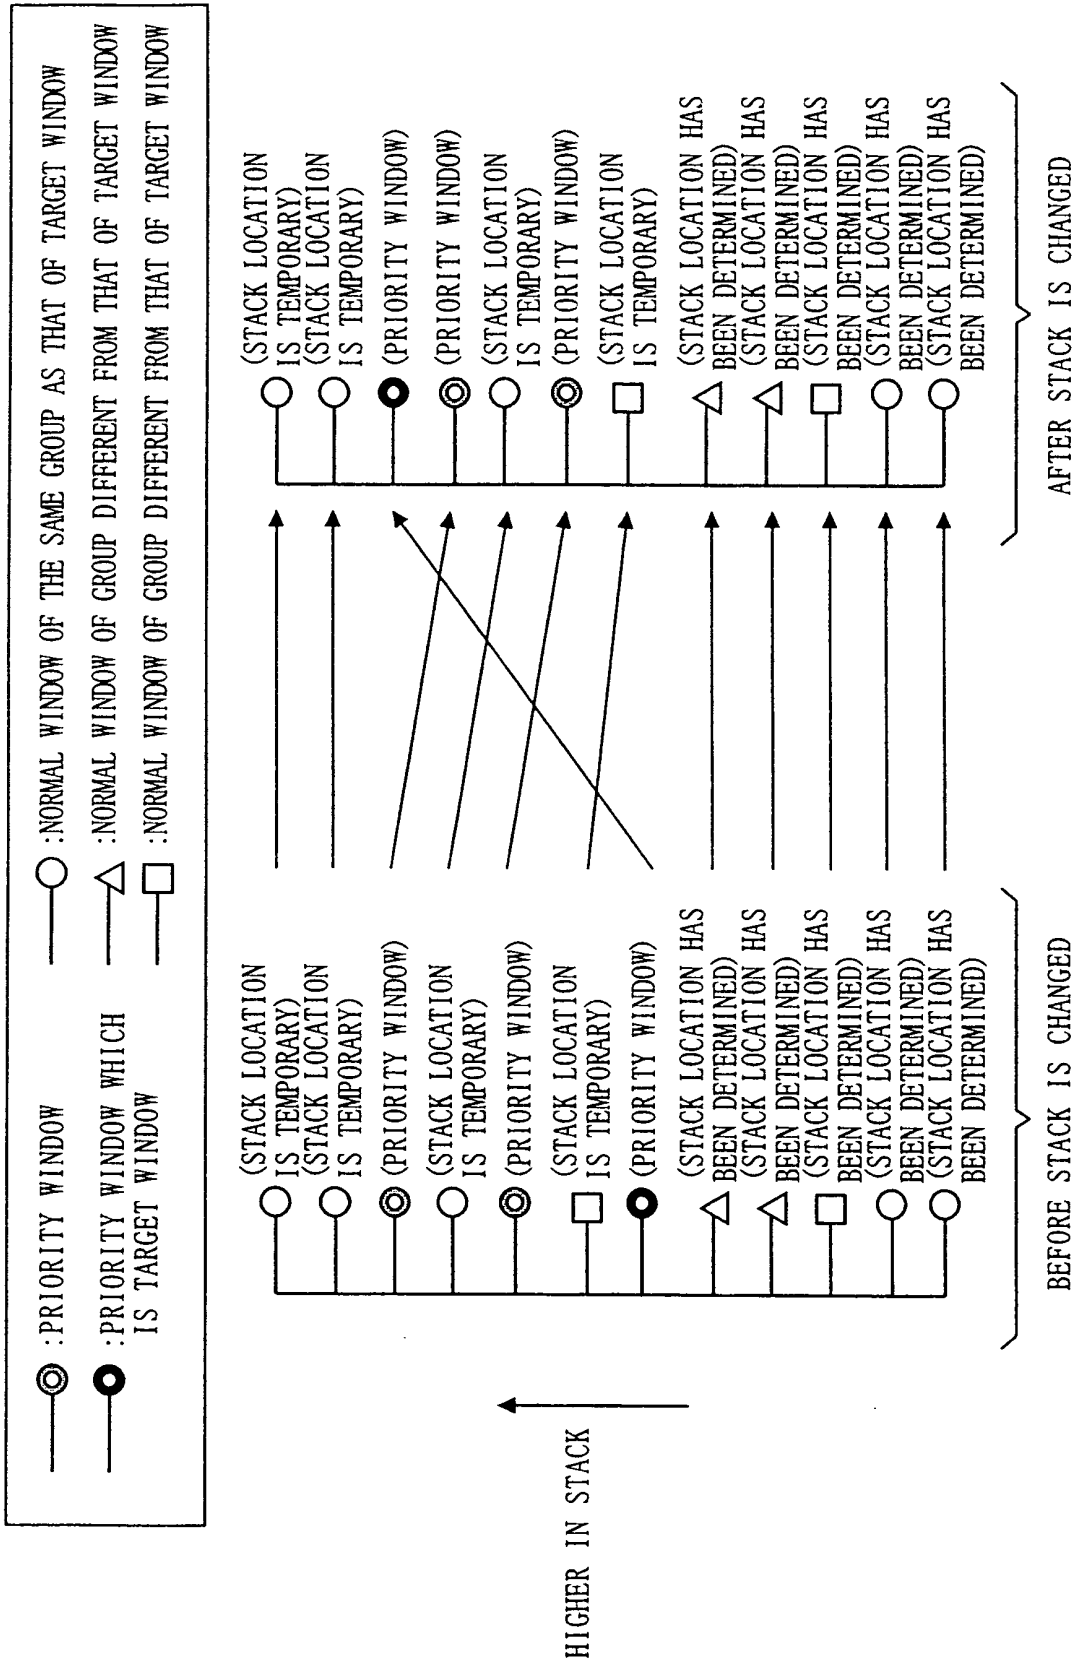 :PRIORITY WINDOW
:PRIORITY WINDOW WHICH
IS TARGET WINDOW
:NORMAL WINDOW OF THE SAME GROUP AS THAT OF TARGET WINDOW
:NORMAL WINDOW OF GROUP DIFFERENT FROM THAT OF TARGET WINDOW
:NORMAL WINDOW OF GROUP DIFFERENT FROM THAT OF TARGET WINDOW
HIGHER IN STACK
(STACK LOCATION
IS TEMPORARY)
(STACK LOCATION
IS TEMPORARY)
(PRIORITY WINDOW)
(STACK LOCATION
IS TEMPORARY)
(PRIORITY WINDOW)
(STACK LOCATION
IS TEMPORARY)
(PRIORITY WINDOW)
(STACK LOCATION HAS
BEEN DETERMINED)
(STACK LOCATION HAS
BEEN DETERMINED)
(STACK LOCATION HAS
BEEN DETERMINED)
(STACK LOCATION HAS
BEEN DETERMINED)
(STACK LOCATION HAS
BEEN DETERMINED)
BEFORE STACK IS CHANGED
(STACK LOCATION
IS TEMPORARY)
(STACK LOCATION
IS TEMPORARY)
(PRIORITY WINDOW)
(PRIORITY WINDOW)
(STACK LOCATION
IS TEMPORARY)
(PRIORITY WINDOW)
(STACK LOCATION
IS TEMPORARY)
(STACK LOCATION HAS
BEEN DETERMINED)
(STACK LOCATION HAS
BEEN DETERMINED)
(STACK LOCATION HAS
BEEN DETERMINED)
(STACK LOCATION HAS
BEEN DETERMINED)
(STACK LOCATION HAS
BEEN DETERMINED)
AFTER STACK IS CHANGED